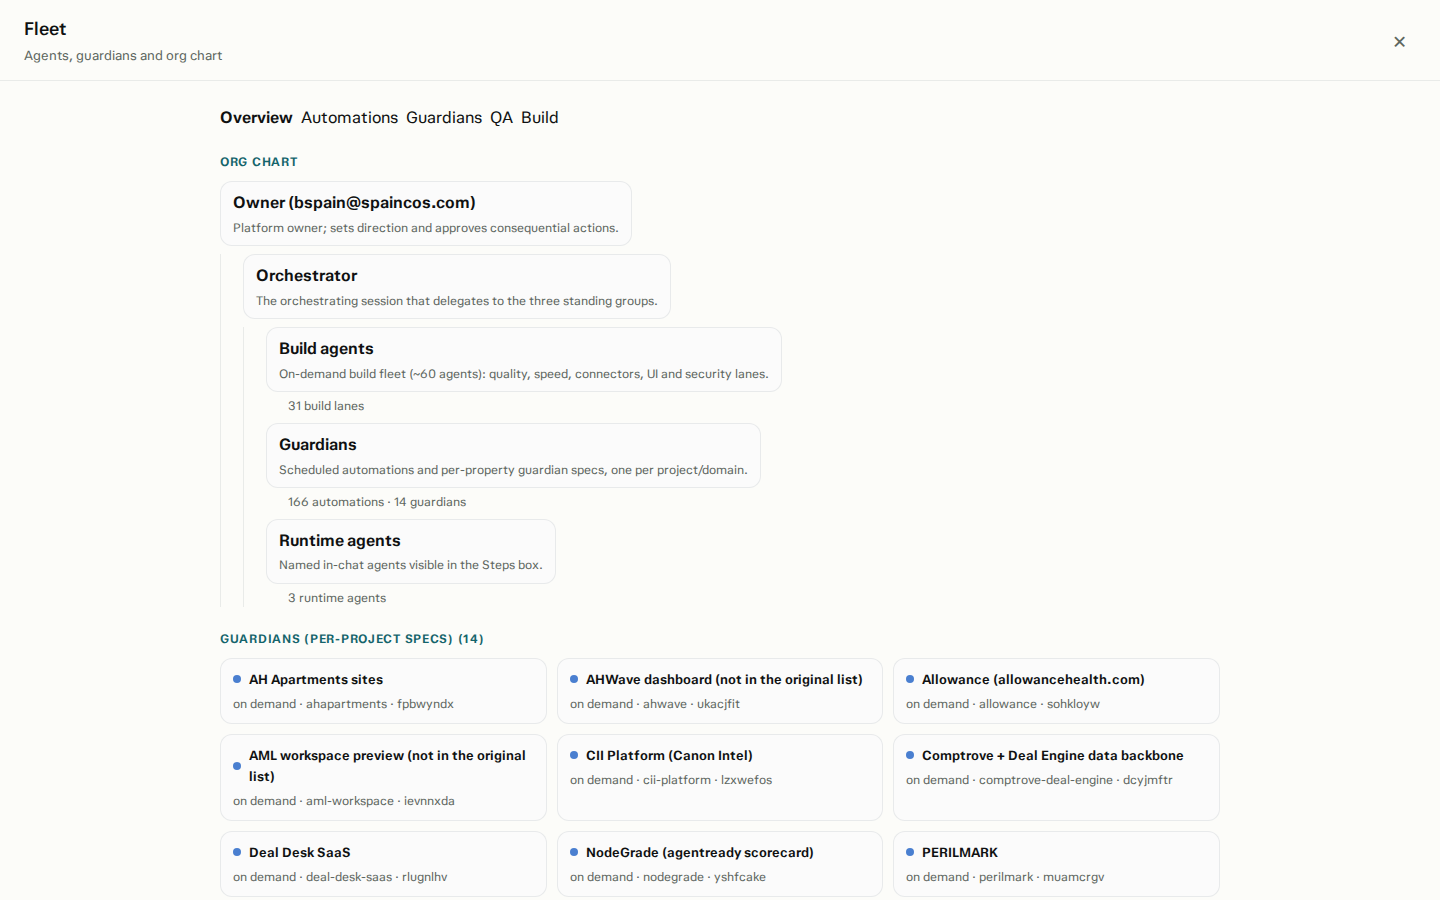 Fleet
Agents, guardians and org chart
✕
Overview Automations Guardians QA Build
ORG CHART
Owner (bspain@spaincos.com)
Platform owner; sets direction and approves consequential actions.
Orchestrator
The orchestrating session that delegates to the three standing groups.
Build agents
On-demand build fleet (~60 agents): quality, speed, connectors, UI and security lanes.
31 build lanes
Guardians
Scheduled automations and per-property guardian specs, one per project/domain.
166 automations · 14 guardians
Runtime agents
Named in-chat agents visible in the Steps box.
3 runtime agents
GUARDIANS (PER-PROJECT SPECS) (14)
AH Apartments sites
on demand · ahapartments · fpbwyndx
AHWave dashboard (not in the original list)
on demand · ahwave · ukacjfit
Allowance (allowancehealth.com)
on demand · allowance · sohkloyw
AML workspace preview (not in the original
list)
on demand · aml-workspace · ievnnxda
CII Platform (Canon Intel)
on demand · cii-platform · lzxwefos
Comptrove + Deal Engine data backbone
on demand · comptrove-deal-engine · dcyjmftr
Deal Desk SaaS
on demand · deal-desk-saas · rlugnlhv
NodeGrade (agentready scorecard)
on demand · nodegrade · yshfcake
PERILMARK
on demand · perilmark · muamcrgv